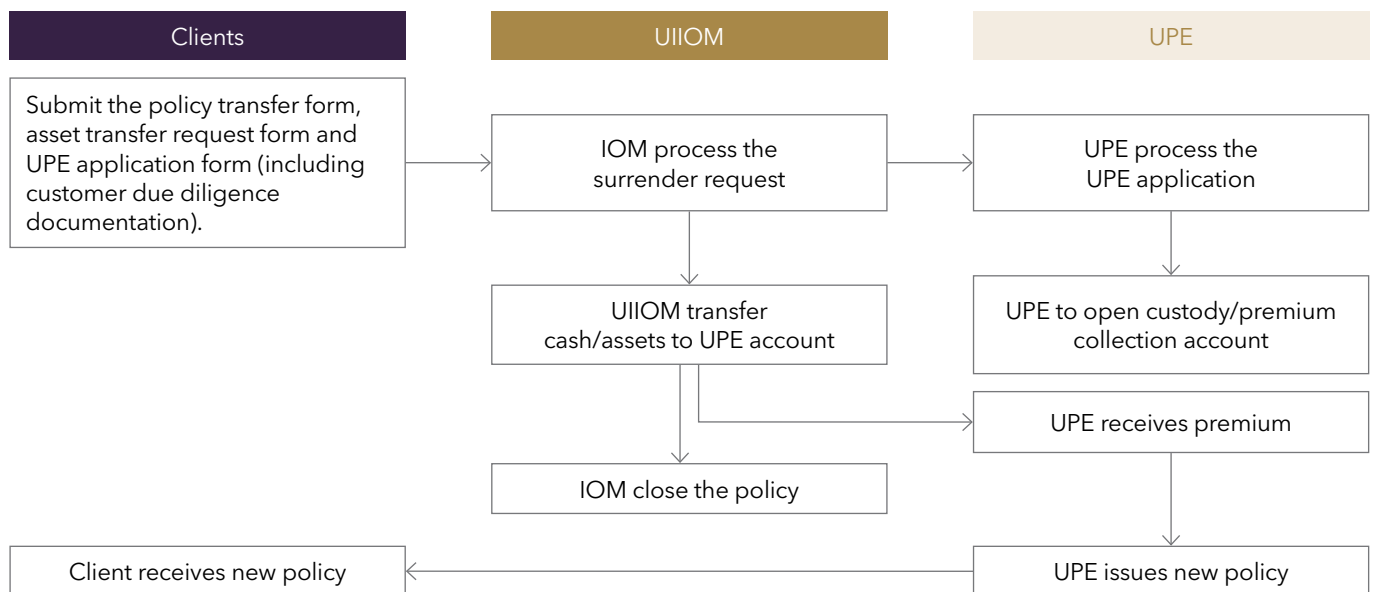 Clients
UIIOM
UPE
Submit the policy transfer form,
asset transfer request form and
UPE application form (including
customer due diligence
documentation).
IOM process the
surrender request
UPE process the
UPE application
UIIOM transfer
cash/assets to UPE account
UPE to open custody/premium
collection account
UPE receives premium
IOM close the policy
Client receives new policy
UPE issues new policy